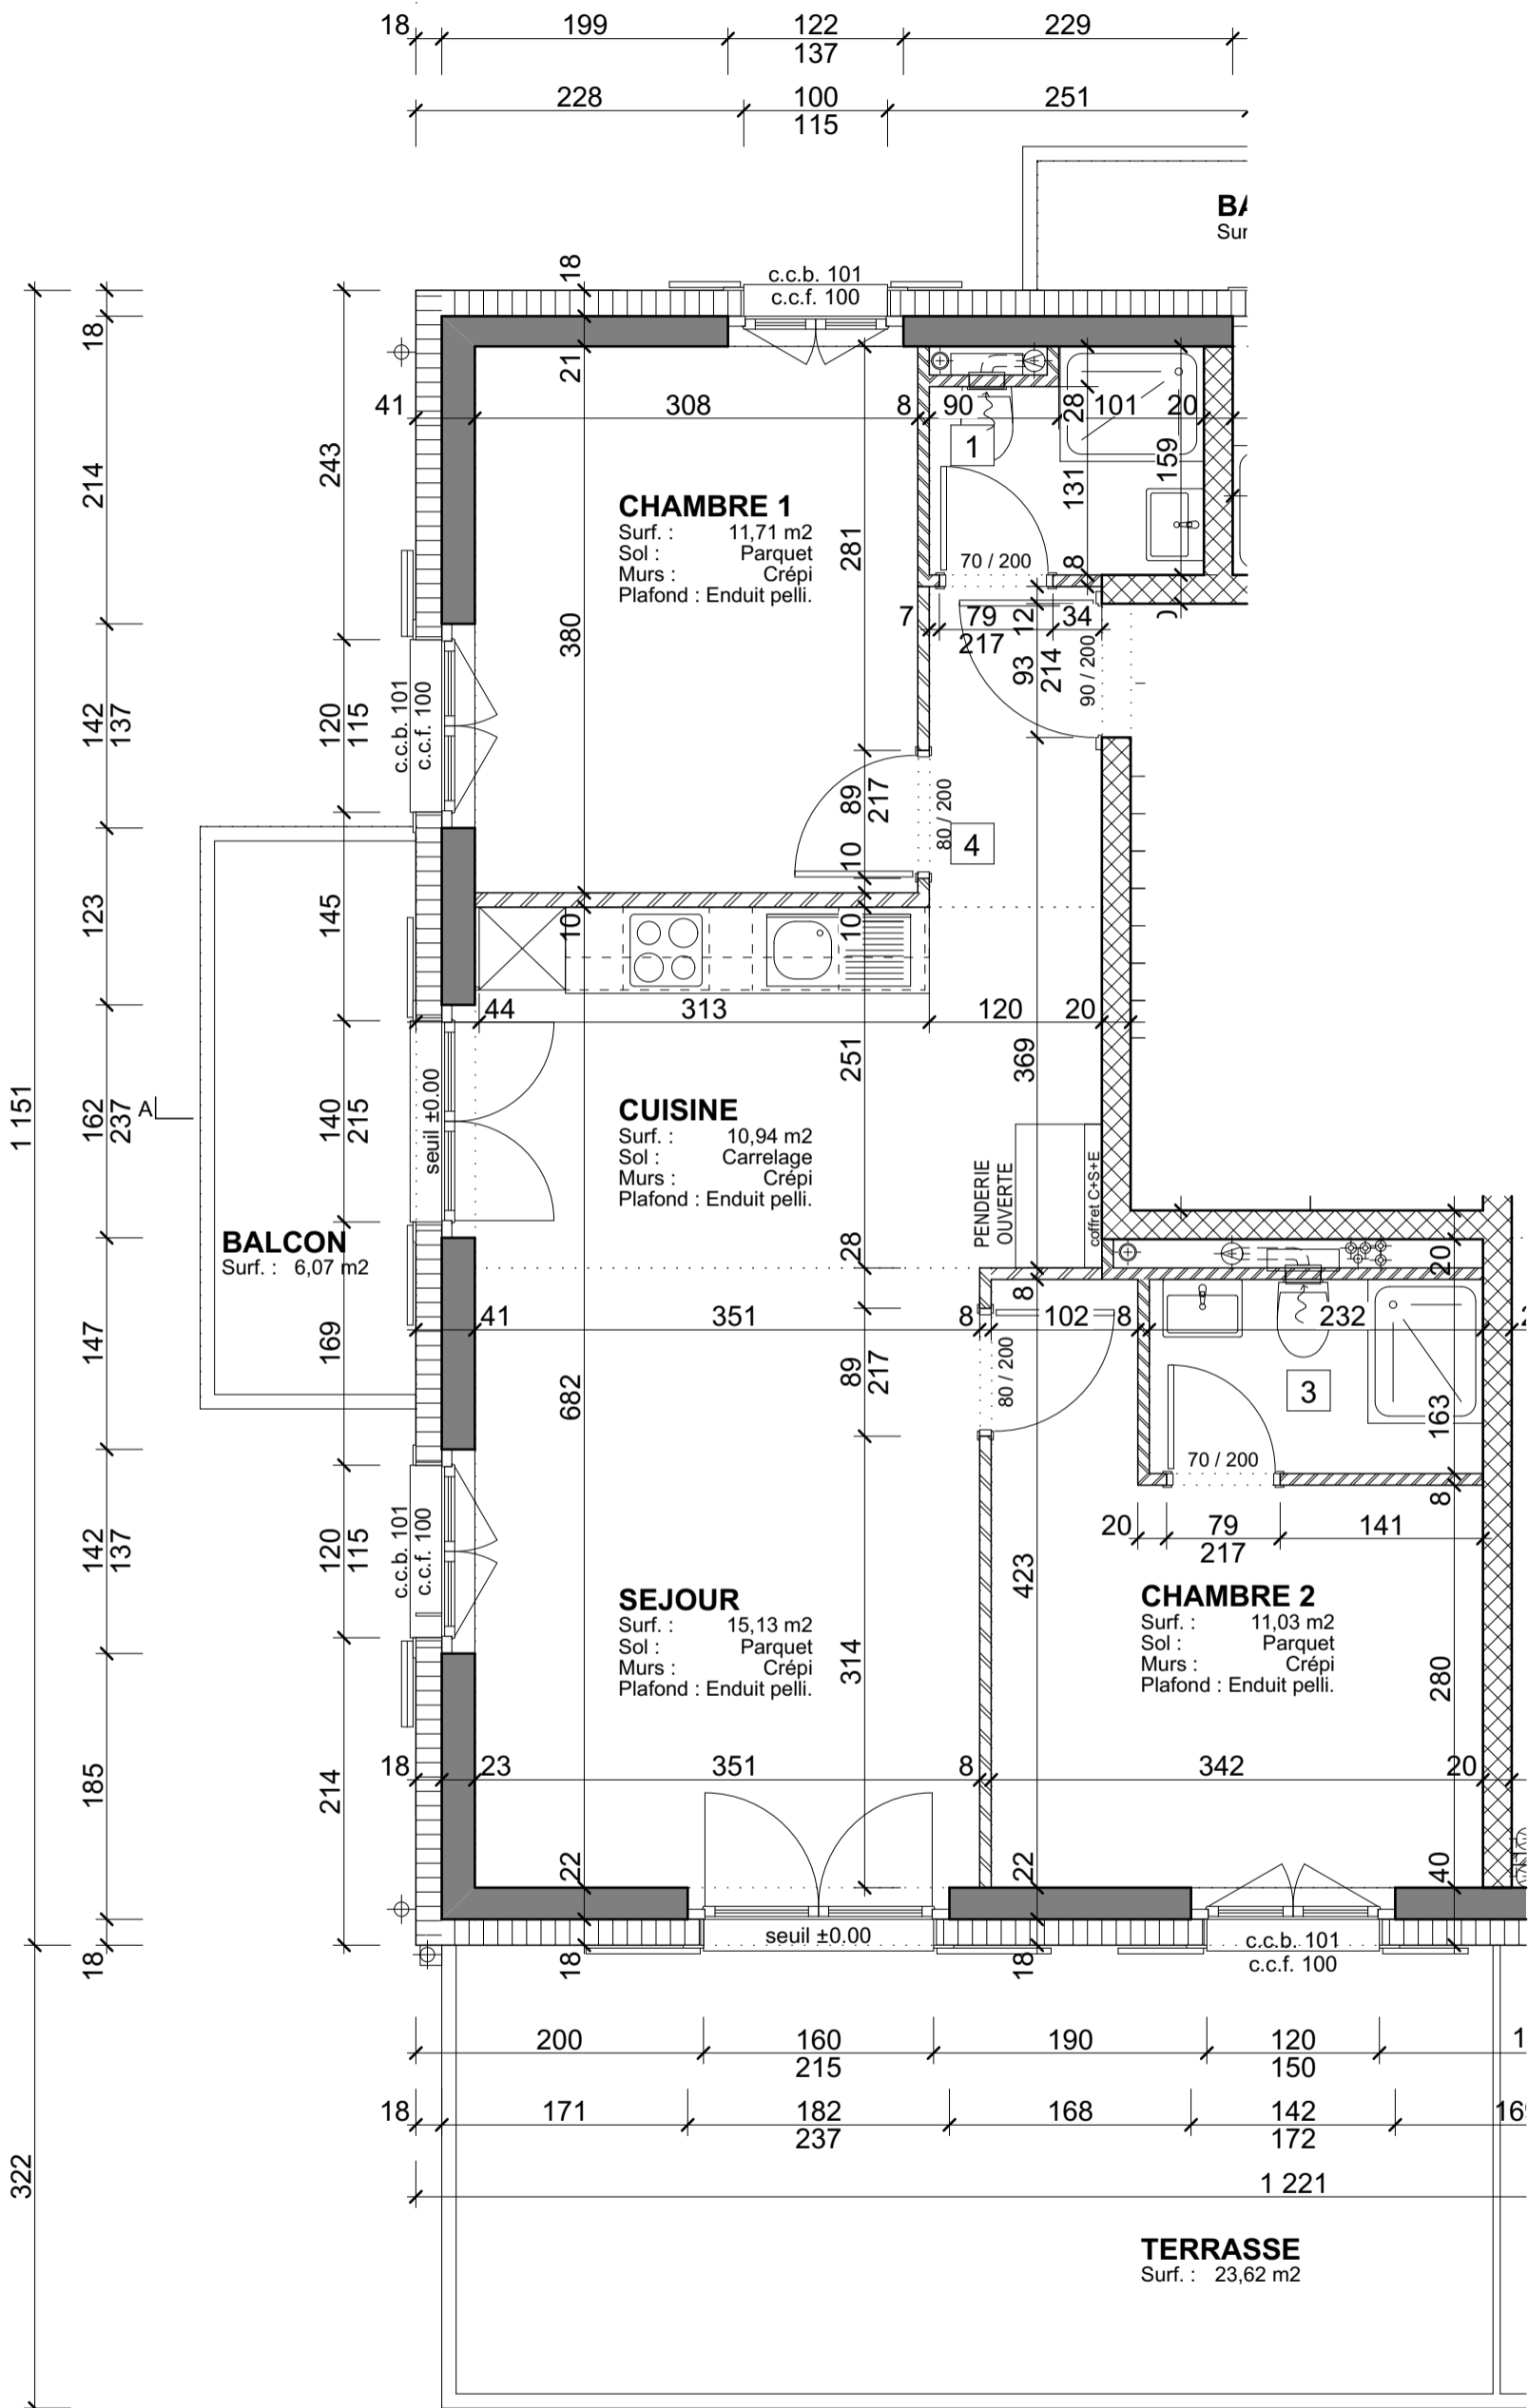 18 199 122 229
137
228 100 251
115
BA
Sur
c.c.b. 101
c.c.f. 100
18
18
21
41 308 8 90 28 101 20
1
214
243
131
159
CHAMBRE 1
Surf. : 11,71 m2
Sol : Parquet
Murs : Crépi
Plafond : Enduit pelli.
281
380
70 / 200
8
7 79 12 34
217
93
214
90 / 200
142
137
120
115
c.c.b. 101
c.c.f. 100
89
217
80 / 200
4
10
123
145
10
10
44 313 120 20
251
369
1 151
162
237
A
140
215
seuil ±0.00
CUISINE
Surf. : 10,94 m2
Sol : Carrelage
Murs : Crépi
Plafond : Enduit pelli.
PENDERIE
OUVERTE
coffret C+S+E
BALCON
Surf. : 6,07 m2
28
20
8
41 351 8 102 8 232
147
169
682
89
217
80 / 200
3
163
70 / 200
8
20 79 141
217
142
137
120
115
c.c.b. 101
c.c.f. 100
423
SEJOUR
Surf. : 15,13 m2
Sol : Parquet
Murs : Crépi
Plafond : Enduit pelli.
314
CHAMBRE 2
Surf. : 11,03 m2
Sol : Parquet
Murs : Crépi
Plafond : Enduit pelli.
280
18 23 351 8 342 20
185
214
22
22
40
seuil ±0.00
c.c.b. 101
c.c.f. 100
18
18
18
200 160 190 120 1
215 150
18 171 182 168 142 16
237 172
322
1 221
TERRASSE
Surf. : 23,62 m2